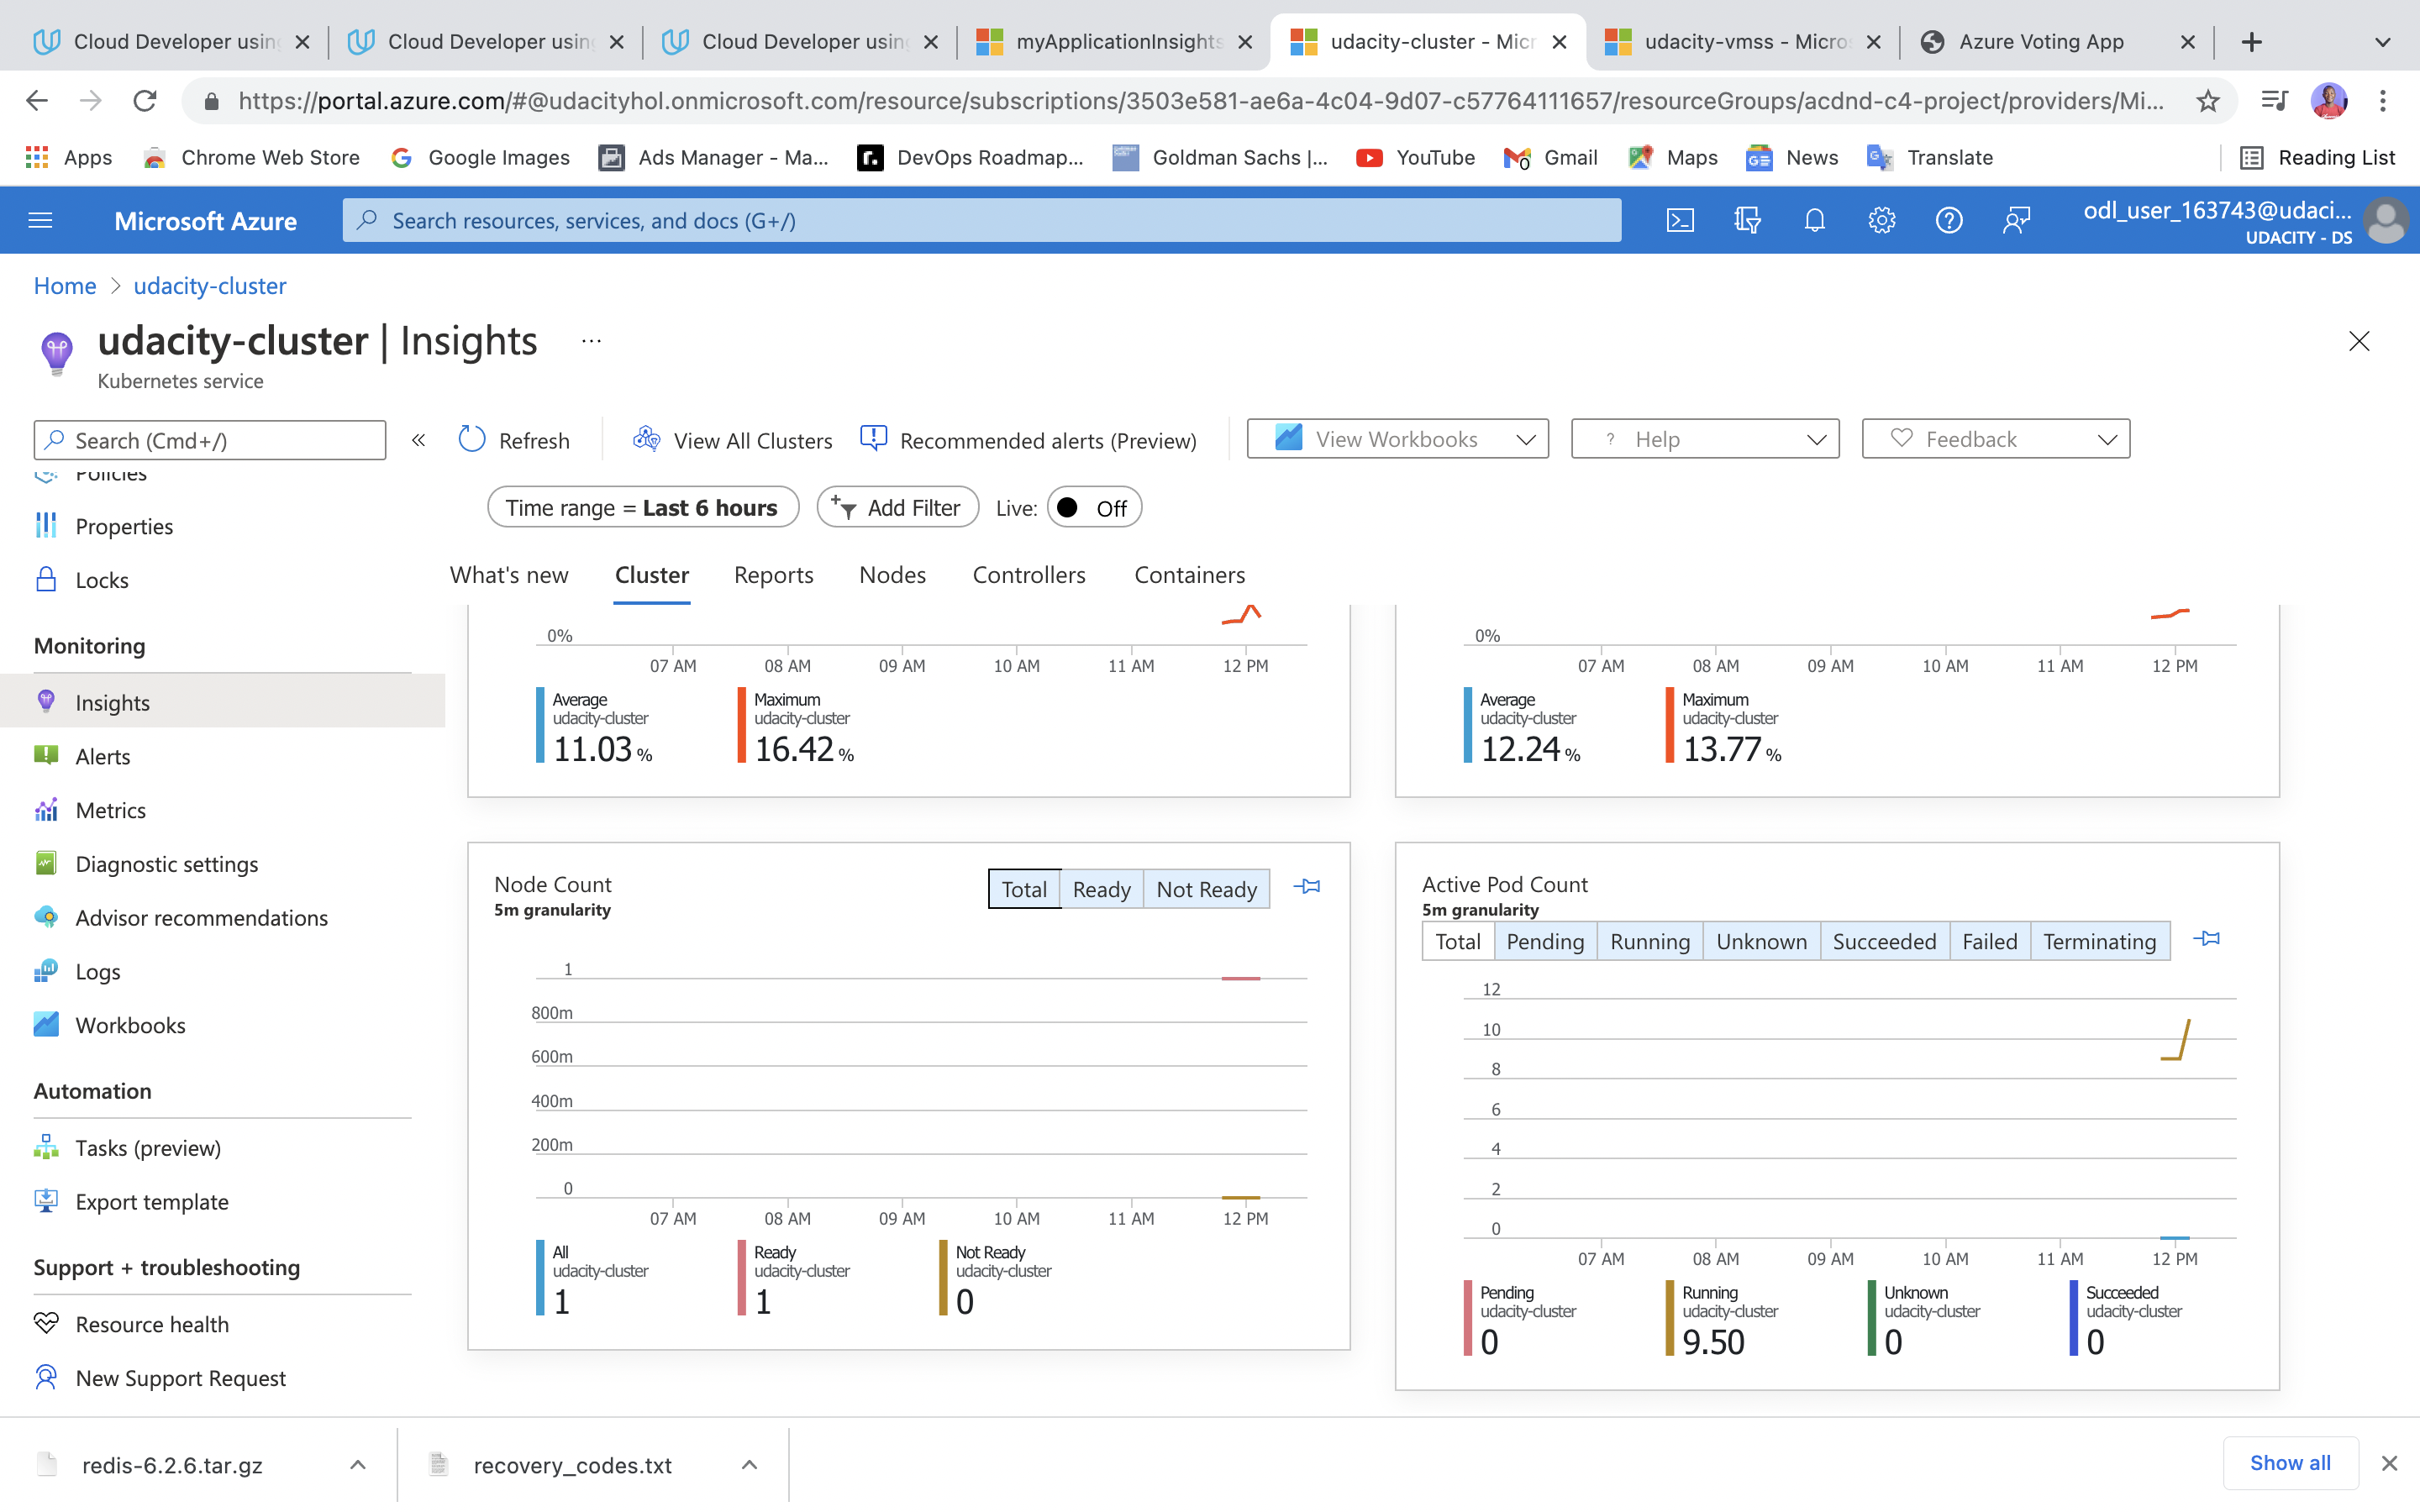 Cloud Developer using
Cloud Developer using
Cloud Developer using
myApplicationInsights
udacity-cluster - Micr
udacity-vmss - Micros
Azure Voting App
https://portal.azure.com/#@udacityhol.onmicrosoft.com/resource/subscriptions/3503e581-ae6a-4c04-9d07-c57764111657/resourceGroups/acdnd-c4-project/providers/Mi...
Apps
Chrome Web Store
Google Images
Ads Manager - Ma...
DevOps Roadmap...
Goldman Sachs |...
YouTube
Gmail
Maps
News
Translate
Reading List
Microsoft Azure
Search resources, services, and docs (G+/)
odl_user_163743@udaci...
UDACITY - DS
Home > udacity-cluster
udacity-cluster | Insights ...
Kubernetes service
Search (Cmd+/)
«
Refresh
View All Clusters
Recommended alerts (Preview)
View Workbooks
? Help
Feedback
Time range = Last 6 hours
Add Filter
Live: Off
What's new
Cluster
Reports
Nodes
Controllers
Containers
Policies
Properties
Locks
Monitoring
Insights
Alerts
Metrics
Diagnostic settings
Advisor recommendations
Logs
Workbooks
Automation
Tasks (preview)
Export template
Support + troubleshooting
Resource health
New Support Request
0%
07 AM 08 AM 09 AM 10 AM 11 AM 12 PM
Average
udacity-cluster
11.03 %
Maximum
udacity-cluster
16.42 %
0%
07 AM 08 AM 09 AM 10 AM 11 AM 12 PM
Average
udacity-cluster
12.24 %
Maximum
udacity-cluster
13.77 %
Node Count
5m granularity
Total Ready Not Ready
1
800m
600m
400m
200m
0
07 AM 08 AM 09 AM 10 AM 11 AM 12 PM
All
udacity-cluster
1
Ready
udacity-cluster
1
Not Ready
udacity-cluster
0
Active Pod Count
5m granularity
Total Pending Running Unknown Succeeded Failed Terminating
12
10
8
6
4
2
0
07 AM 08 AM 09 AM 10 AM 11 AM 12 PM
Pending
udacity-cluster
0
Running
udacity-cluster
9.50
Unknown
udacity-cluster
0
Succeeded
udacity-cluster
0
redis-6.2.6.tar.gz
recovery_codes.txt
Show all